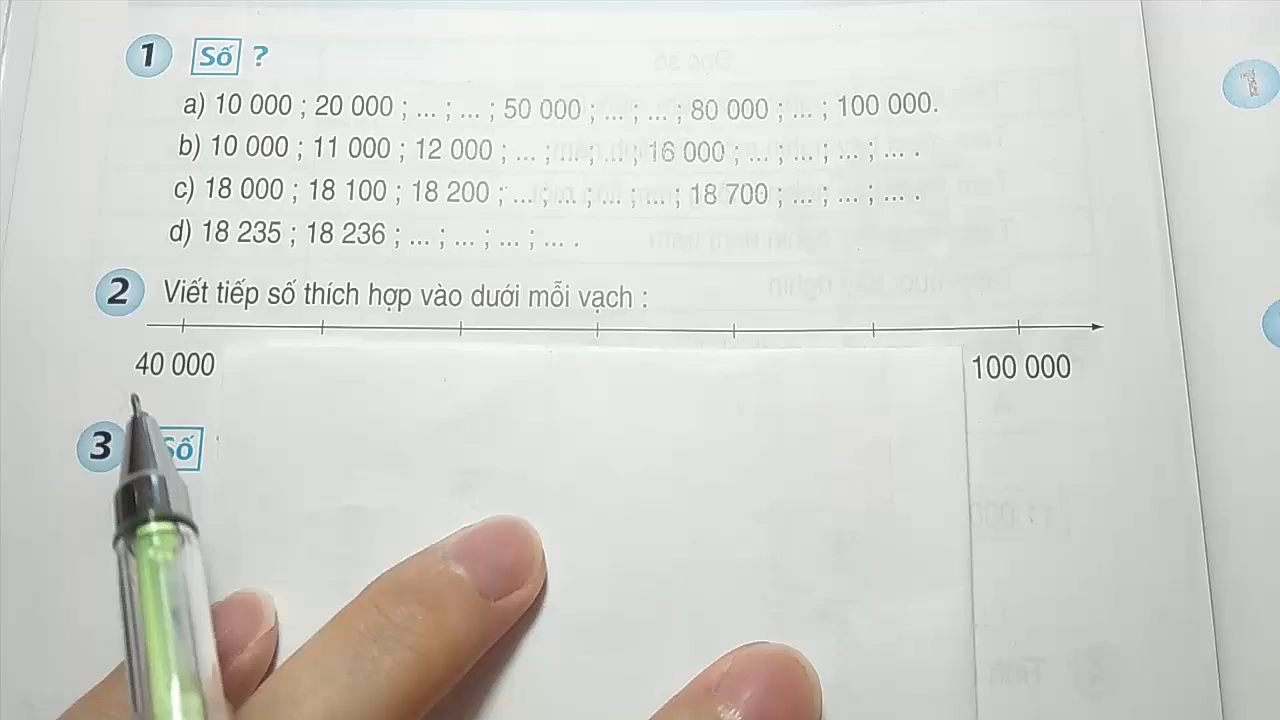 1 Số ?
a) 10 000 ; 20 000 ; ... ; ... ; 50 000 ; ... ; ... ; 80 000 ; ... ; 100 000.
b) 10 000 ; 11 000 ; 12 000 ; ... ; ... ; ... ; 16 000 ; ... ; ... ; ... ; ... .
c) 18 000 ; 18 100 ; 18 200 ; ... ; ... ; ... ; ... ; 18 700 ; ... ; ... ; ... .
d) 18 235 ; 18 236 ; ... ; ... ; ... ; ... .
2 Viết tiếp số thích hợp vào dưới mỗi vạch :
40 000 100 000
3 Số